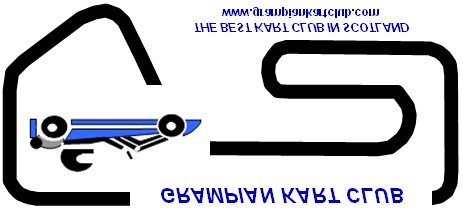 GRAMPIAN KART CLUB
THE BEST KART CLUB IN SCOTLAND
www.grampiankartclub.com